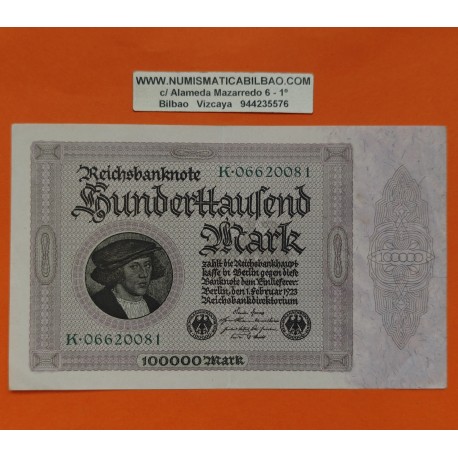 WWW.NUMISMATICABILBAO.COM
c/ Alameda Mazarredo 6 - 1º
Bilbao Vizcaya 944235576
Reichsbanknote K·06620081
Hunderttausend
Mark
zahlt die Reichsbankhaupt-
kasse in Berlin gegen diese
Banknote dem Einlieferer.
Berlin, den 1. Februar 1923
Reichsbankdirektorium
K·06620081
100000 Mark